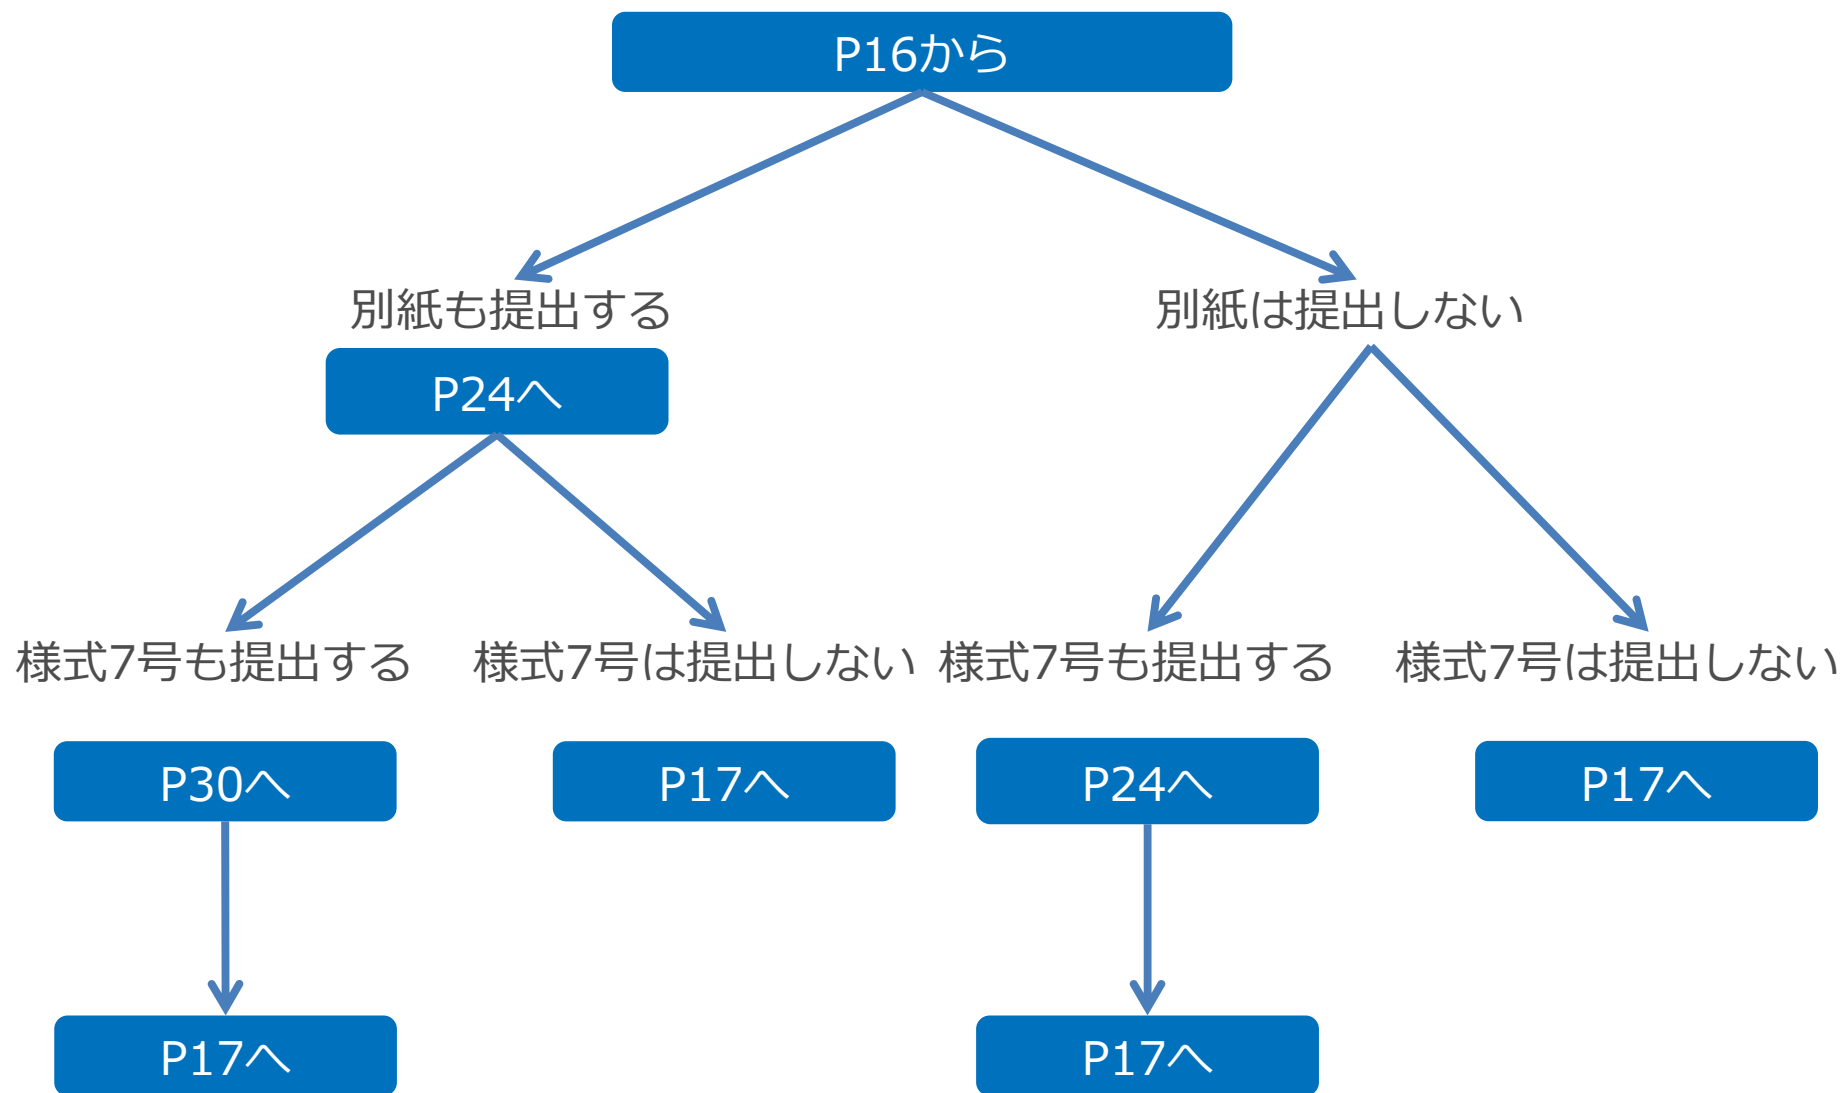 P16から
別紙も提出する
別紙は提出しない
P24へ
様式7号も提出する
様式7号は提出しない
様式7号も提出する
様式7号は提出しない
P30へ
P17へ
P24へ
P17へ
P17へ
P17へ